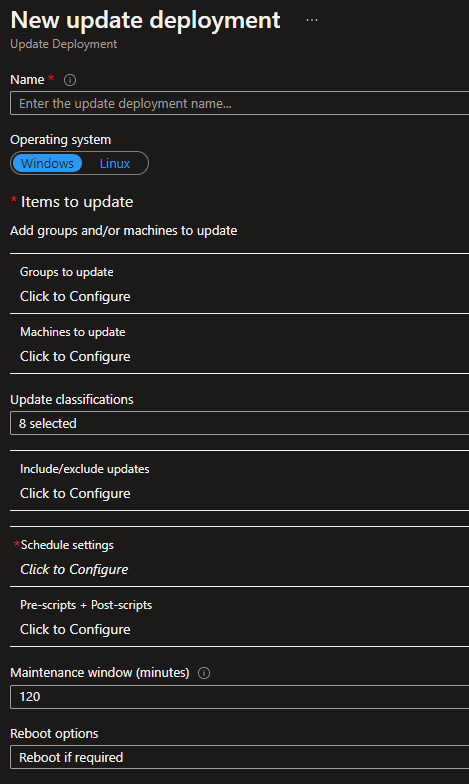 New update deployment ...
Update Deployment
Name *
Enter the update deployment name...
Operating system
Windows Linux
* Items to update
Add groups and/or machines to update
Groups to update
Click to Configure
Machines to update
Click to Configure
Update classifications
8 selected
Include/exclude updates
Click to Configure
*Schedule settings
Click to Configure
Pre-scripts + Post-scripts
Click to Configure
Maintenance window (minutes)
120
Reboot options
Reboot if required